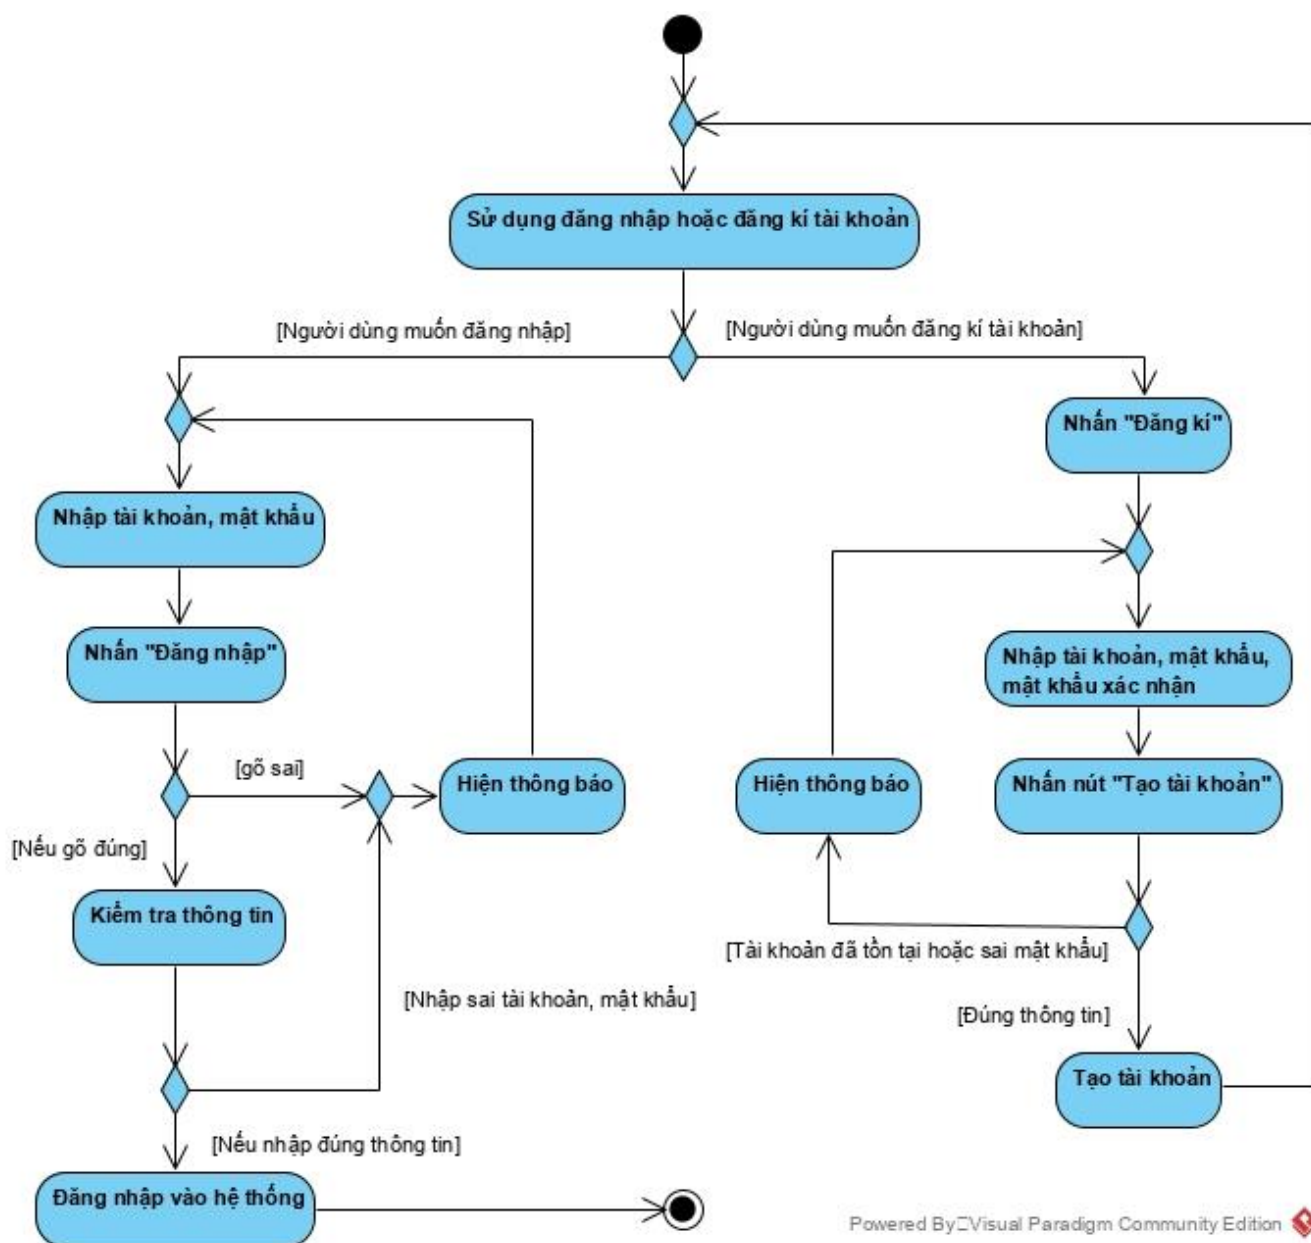 Sử dụng đăng nhập hoặc đăng kí tài khoản
[Người dùng muốn đăng nhập]
[Người dùng muốn đăng kí tài khoản]
Nhấn "Đăng kí"
Nhập tài khoản, mật khẩu
Nhấn "Đăng nhập"
Nhập tài khoản, mật khẩu,
mật khẩu xác nhận
[gõ sai]
Hiện thông báo
Hiện thông báo
Nhấn nút "Tạo tài khoản"
[Nếu gõ đúng]
Kiểm tra thông tin
[Tài khoản đã tồn tại hoặc sai mật khẩu]
[Nhập sai tài khoản, mật khẩu]
[Đúng thông tin]
Tạo tài khoản
[Nếu nhập đúng thông tin]
Đăng nhập vào hệ thống
Powered By Visual Paradigm Community Edition